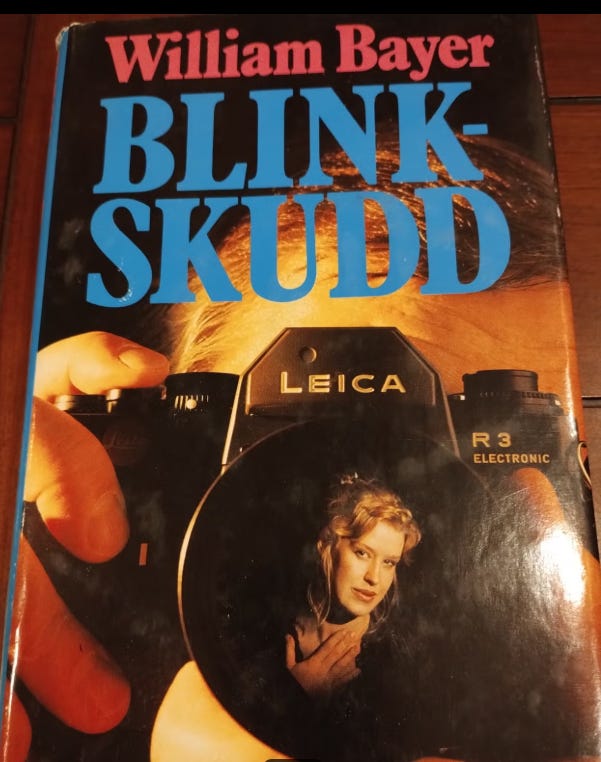 William Bayer
BLINK-
SKUDD
LEICA
R3
ELECTRONIC